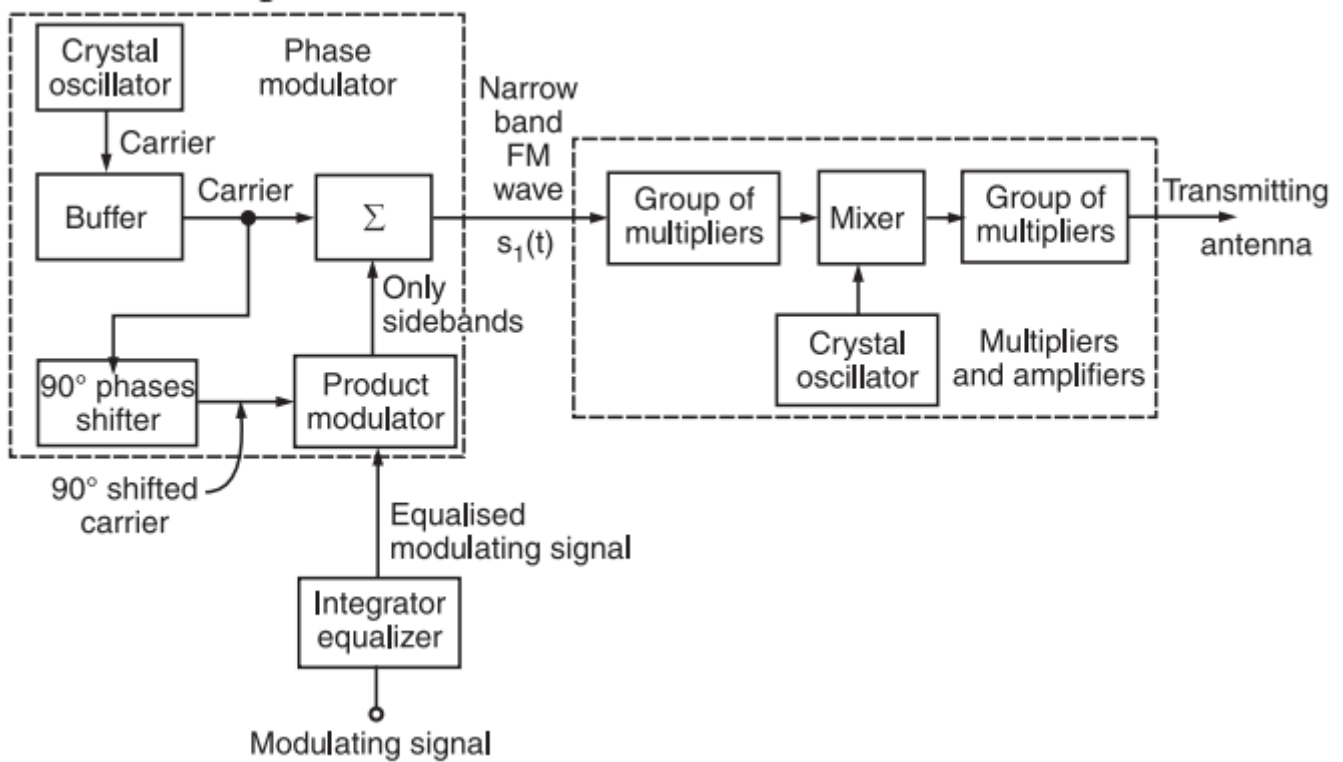 Crystal
oscillator
Phase
modulator
Carrier
Buffer
Carrier
Σ
Only
sidebands
90° phases
shifter
Product
modulator
90° shifted
carrier
Equalised
modulating signal
Integrator
equalizer
Modulating signal
Narrow
band
FM
wave
s₁(t)
Group of
multipliers
Mixer
Group of
multipliers
Crystal
oscillator
Multipliers
and amplifiers
Transmitting
antenna